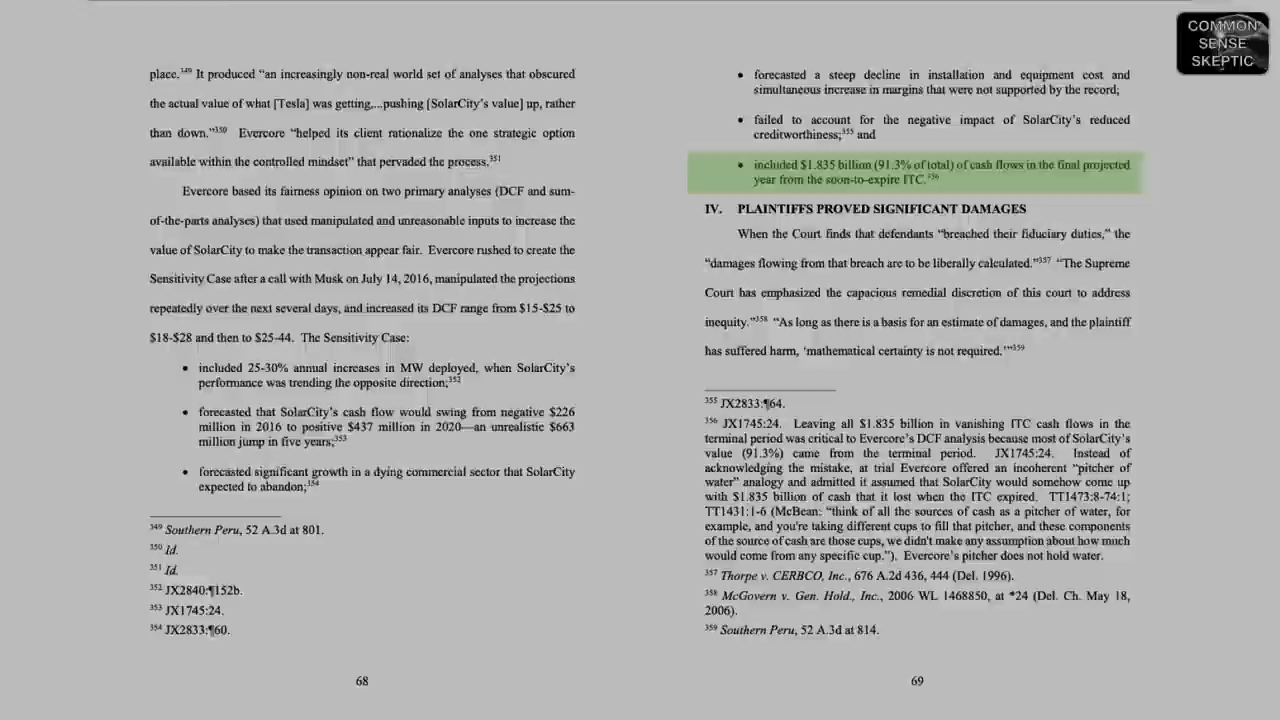 COMMON
SENSE
SKEPTIC
place.349 It produced “an increasingly non-real world set of analyses that obscured
the actual value of what [Tesla] was getting,...pushing [SolarCity’s value] up, rather
than down.”350 Evercore “helped its client rationalize the one strategic option
available within the controlled mindset” that pervaded the process.351
Evercore based its fairness opinion on two primary analyses (DCF and sum-
of-the-parts analyses) that used manipulated and unreasonable inputs to increase the
value of SolarCity to make the transaction appear fair. Evercore rushed to create the
Sensitivity Case after a call with Musk on July 14, 2016, manipulated the projections
repeatedly over the next several days, and increased its DCF range from $15-$25 to
$18-$28 and then to $25-44. The Sensitivity Case:
• included 25-30% annual increases in MW deployed, when SolarCity’s
performance was trending the opposite direction;352
• forecasted that SolarCity’s cash flow would swing from negative $226
million in 2016 to positive $437 million in 2020—an unrealistic $663
million jump in five years;353
• forecasted significant growth in a dying commercial sector that SolarCity
expected to abandon;354
349 Southern Peru, 52 A.3d at 801.
350 Id.
351 Id.
352 JX2840:¶152b.
353 JX1745:24.
354 JX2833:¶60.
68
• forecasted a steep decline in installation and equipment cost and
simultaneous increase in margins that were not supported by the record;
• failed to account for the negative impact of SolarCity’s reduced
creditworthiness;355 and
• included $1.835 billion (91.3% of total) of cash flows in the final projected
year from the soon-to-expire ITC.356
IV. PLAINTIFFS PROVED SIGNIFICANT DAMAGES
When the Court finds that defendants “breached their fiduciary duties,” the
“damages flowing from that breach are to be liberally calculated.”357 “The Supreme
Court has emphasized the capacious remedial discretion of this court to address
inequity.”358 “As long as there is a basis for an estimate of damages, and the plaintiff
has suffered harm, ‘mathematical certainty is not required.’”359
355 JX2833:¶64.
356 JX1745:24. Leaving all $1.835 billion in vanishing ITC cash flows in the
terminal period was critical to Evercore’s DCF analysis because most of SolarCity’s
value (91.3%) came from the terminal period. JX1745:24. Instead of
acknowledging the mistake, at trial Evercore offered an incoherent “pitcher of
water” analogy and admitted it assumed that SolarCity would somehow come up
with $1.835 billion of cash that it lost when the ITC expired. TT1473:8-74:1;
TT1431:1-6 (McBean: “think of all the sources of cash as a pitcher of water, for
example, and you're taking different cups to fill that pitcher, and these components
of the source of cash are those cups, we didn't make any assumption about how much
would come from any specific cup.”). Evercore’s pitcher does not hold water.
357 Thorpe v. CERBCO, Inc., 676 A.2d 436, 444 (Del. 1996).
358 McGovern v. Gen. Hold., Inc., 2006 WL 1468850, at *24 (Del. Ch. May 18,
2006).
359 Southern Peru, 52 A.3d at 814.
69